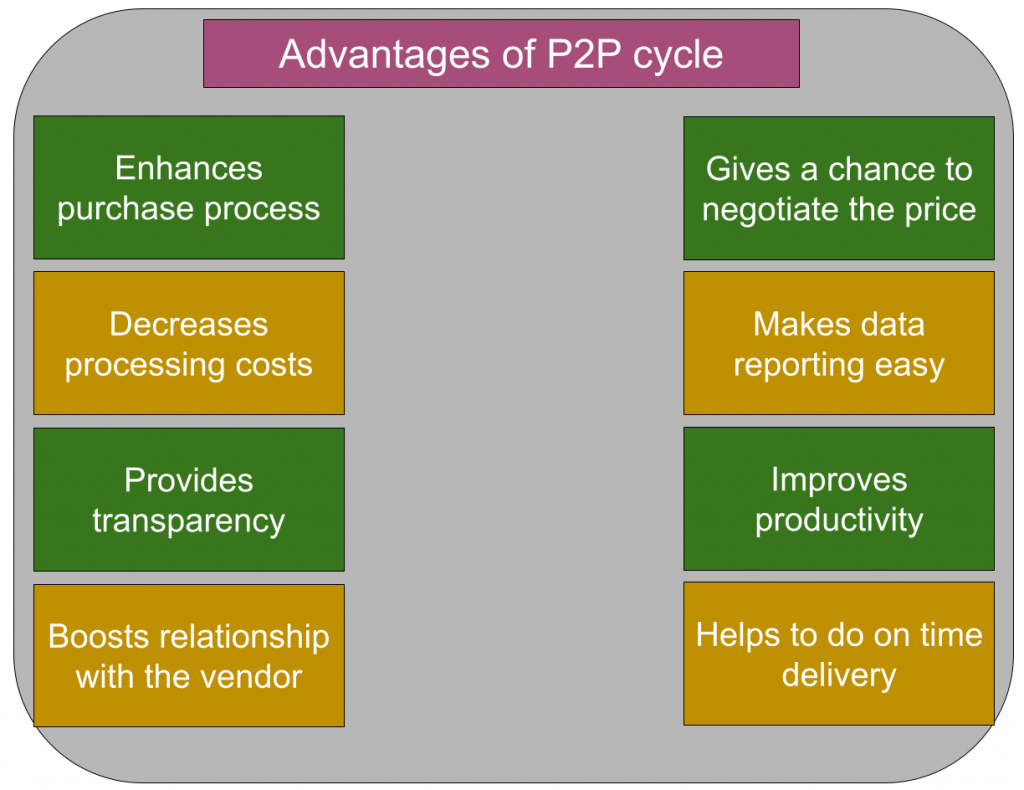 Advantages of P2P cycle
Enhances
purchase process
Decreases
processing costs
Provides
transparency
Boosts relationship
with the vendor
Gives a chance to
negotiate the price
Makes data
reporting easy
Improves
productivity
Helps to do on time
delivery